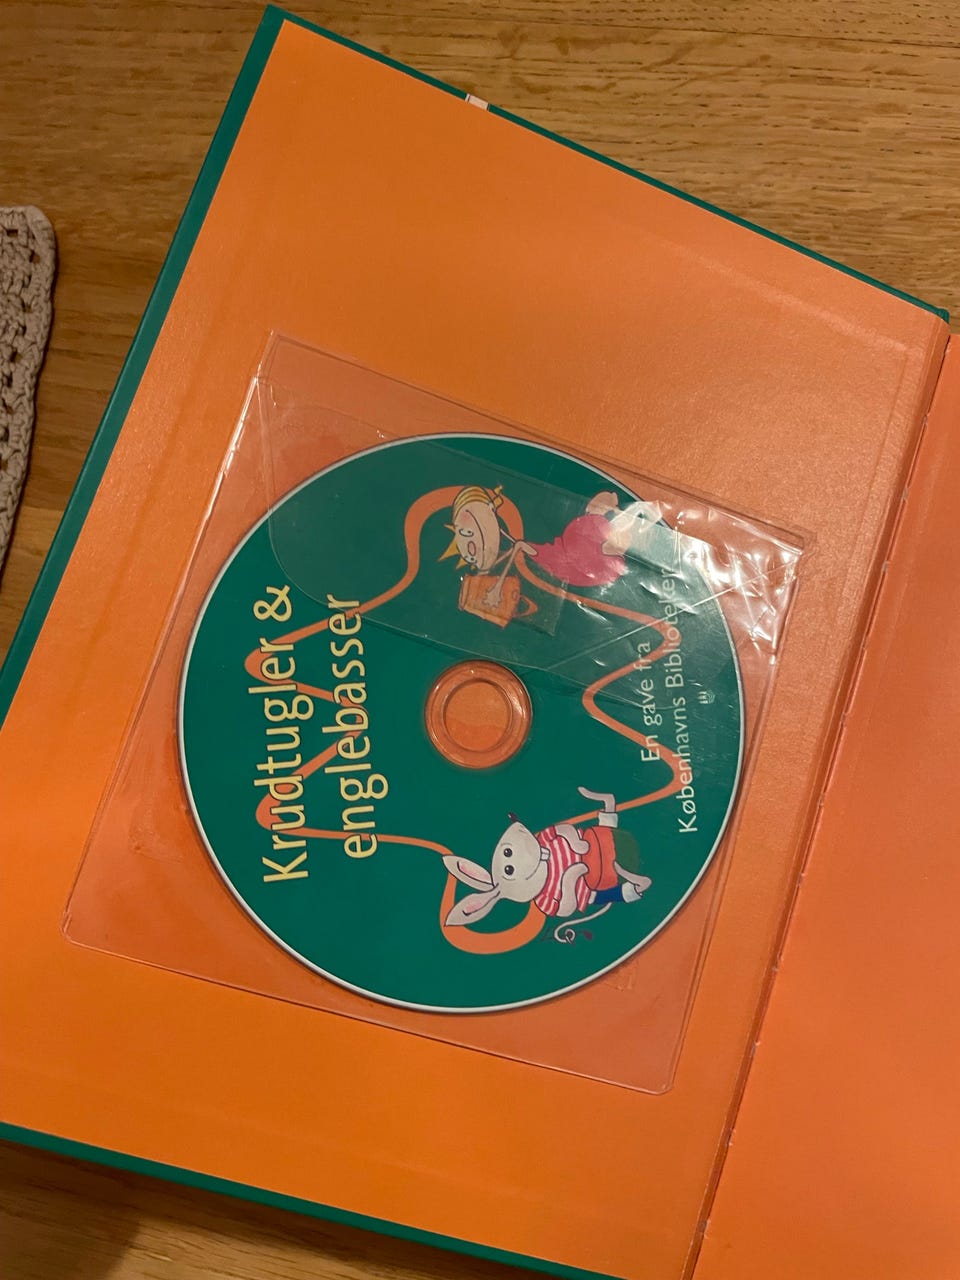 Krudtugler &
englebasser
En gave fra
Københavns Biblioteker